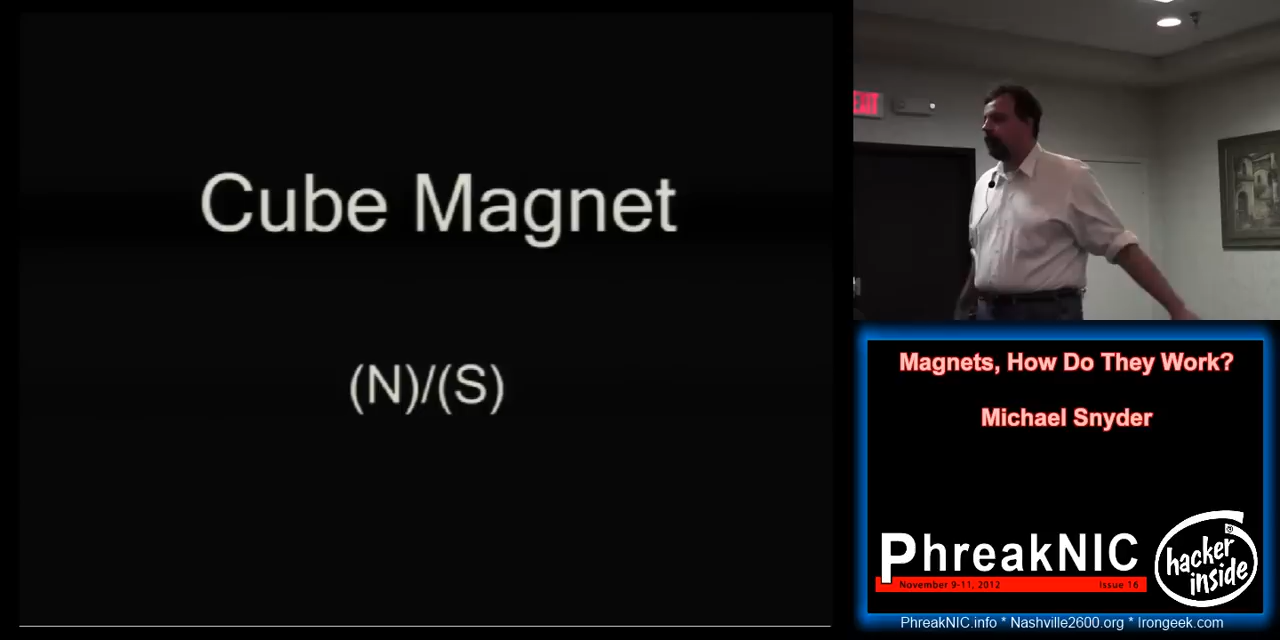 Cube Magnet
(N)/(S)
EXIT
Magnets, How Do They Work?
Michael Snyder
PhreakNIC
November 9-11, 2012 Issue 16
hacker
inside
PhreakNIC.info * Nashville2600.org * Irongeek.com